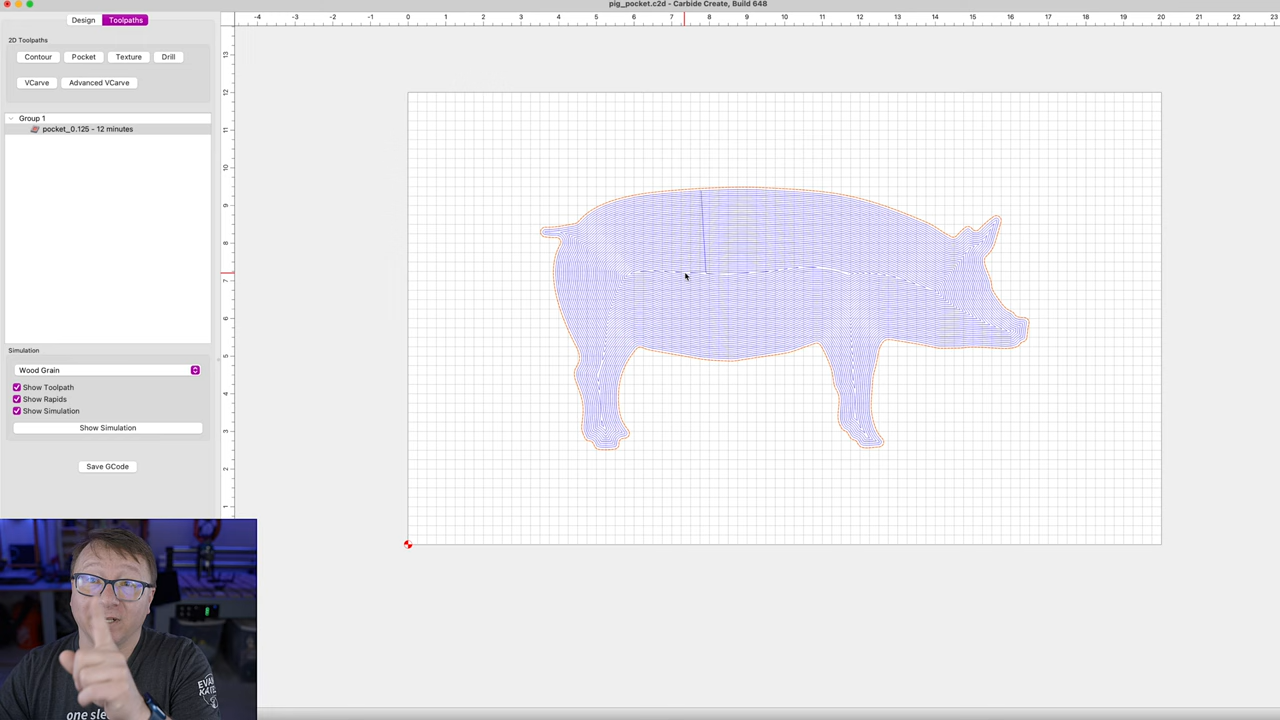 pig_pocket.c2d - Carbide Create, Build 648
Design Toolpaths
-4 -3 -2 -1 0 1 2 3 4 5 6 7 8 9 10 11 12 13 14 15 16 17 18 19 20 21 22 23
2D Toolpaths
Contour Pocket Texture Drill
VCarve Advanced VCarve
Group 1
pocket_0.125 - 12 minutes
13
12
11
10
9
8
7
6
5
4
3
2
1
Simulation
Wood Grain
Show Toolpath
Show Rapids
Show Simulation
Show Simulation
Save GCode
one